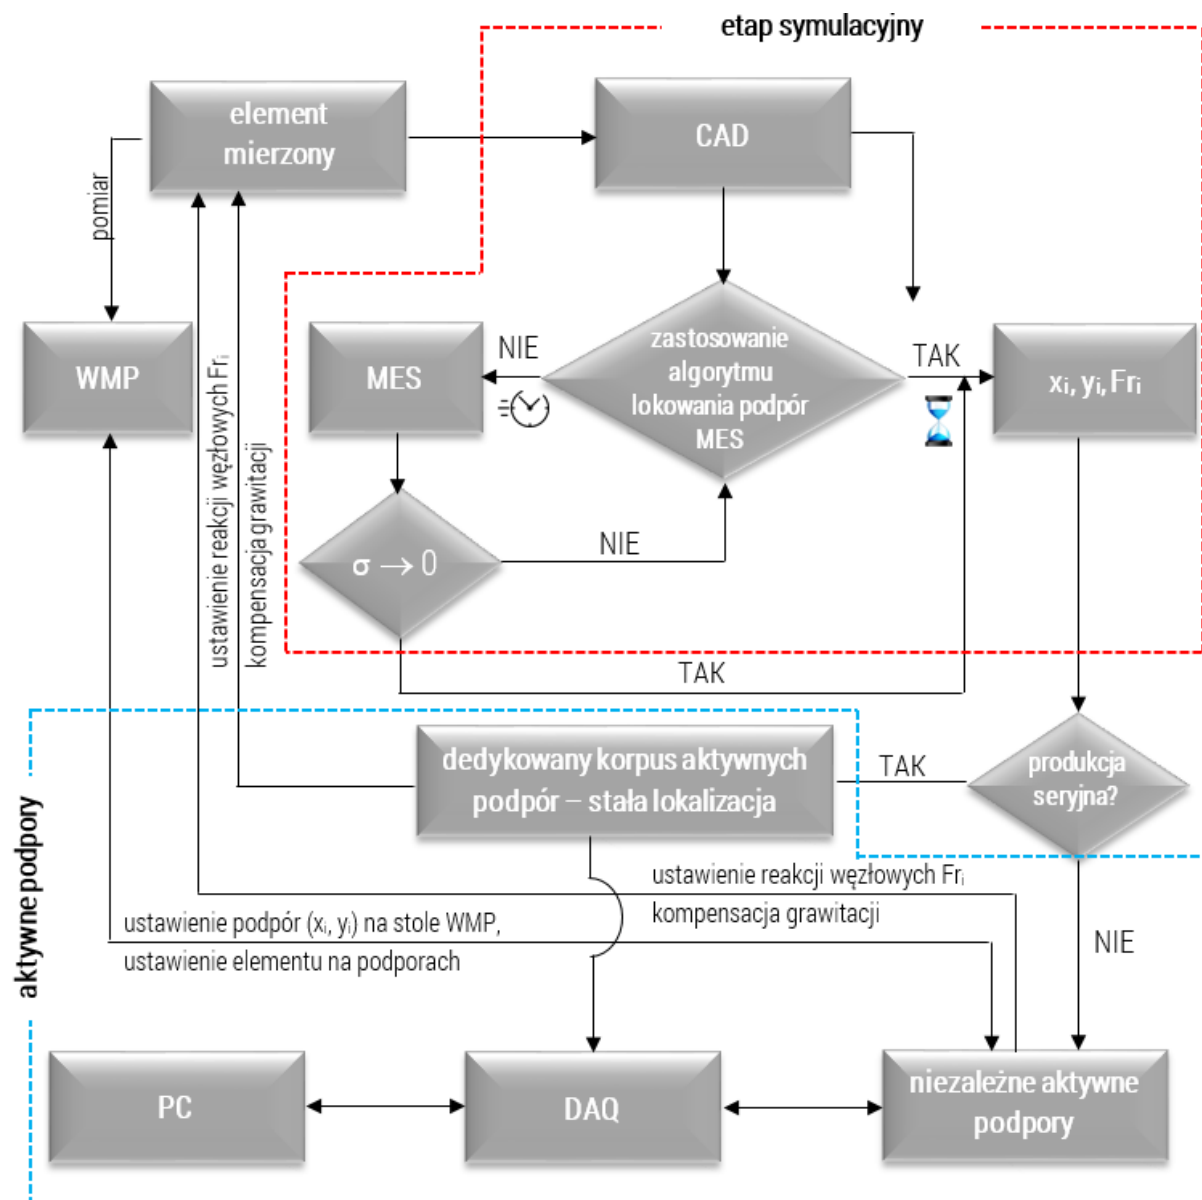 etap symulacyjny
element
mierzony
CAD
pomiar
WMP
MES
NIE
zastosowanie
algorytmu
lokowania podpór
MES
TAK
xᵢ, yᵢ, Frᵢ
ustawienie reakcji węzłowych Frᵢ
kompensacja grawitacji
σ → 0
NIE
TAK
dedykowany korpus aktywnych
podpór – stała lokalizacja
TAK
produkcja
seryjna?
aktywne podpory
ustawienie reakcji węzłowych Frᵢ
kompensacja grawitacji
ustawienie podpór (xᵢ, yᵢ) na stole WMP,
ustawienie elementu na podporach
NIE
PC
DAQ
niezależne aktywne
podpory